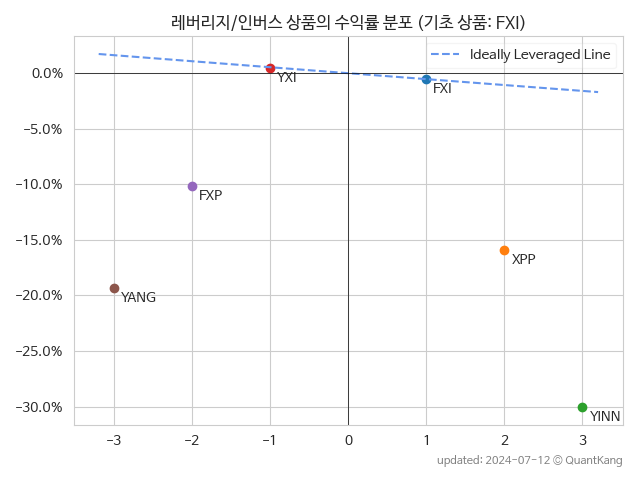 레버리지/인버스 상품의 수익률 분포 (기초 상품: FXI)
Ideally Leveraged Line
0.0%
−5.0%
−10.0%
−15.0%
−20.0%
−25.0%
−30.0%
YXI
FXI
FXP
XPP
YANG
YINN
−3
−2
−1
0
1
2
3
updated: 2024-07-12 © QuantKang